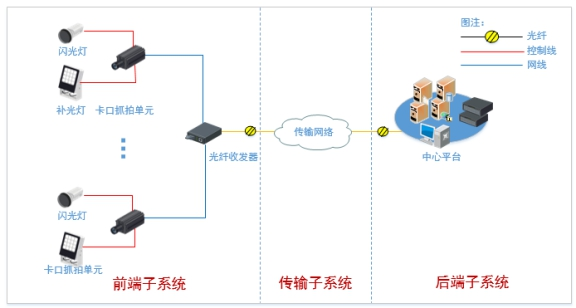 图注：
光纤
控制线
网线
闪光灯
补光灯
卡口抓拍单元
光纤收发器
传输网络
中心平台
闪光灯
卡口抓拍单元
前端子系统
传输子系统
后端子系统